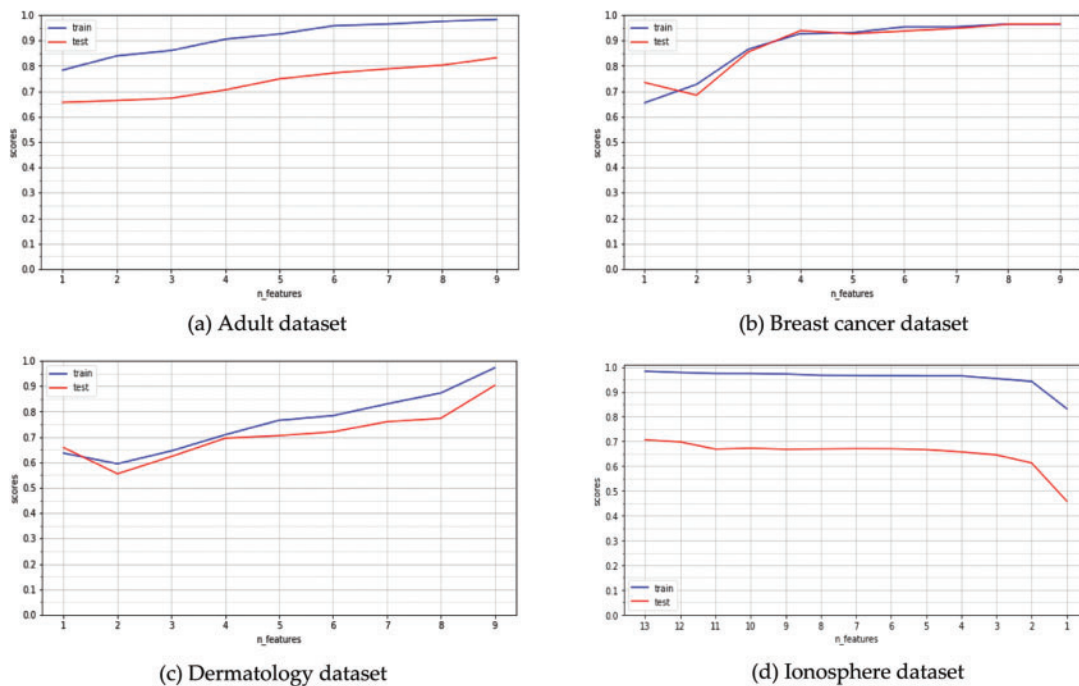 1.0
0.9
0.8
0.7
0.6
0.5
0.4
0.3
0.2
0.1
0.0
scores
train
test
1 2 3 4 5 6 7 8 9
n_features
(a) Adult dataset
1.0
0.9
0.8
0.7
0.6
0.5
0.4
0.3
0.2
0.1
0.0
scores
train
test
1 2 3 4 5 6 7 8 9
n_features
(b) Breast cancer dataset
1.0
0.9
0.8
0.7
0.6
0.5
0.4
0.3
0.2
0.1
0.0
scores
train
test
1 2 3 4 5 6 7 8 9
n_features
(c) Dermatology dataset
1.0
0.9
0.8
0.7
0.6
0.5
0.4
0.3
0.2
0.1
0.0
scores
train
test
13 12 11 10 9 8 7 6 5 4 3 2 1
n_features
(d) Ionosphere dataset